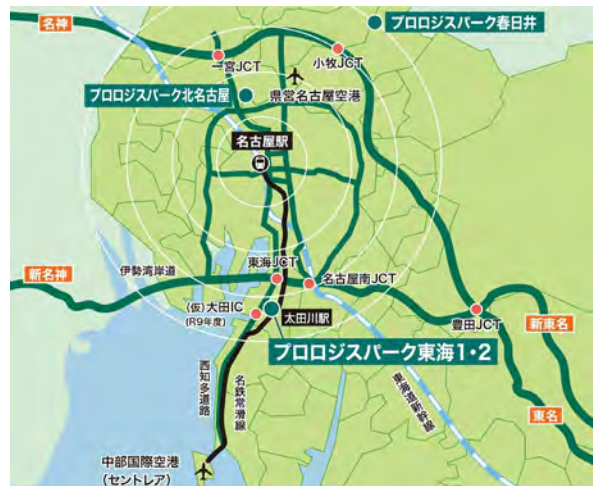 名神
プロロジスパーク春日井
一宮JCT
小牧JCT
プロロジスパーク北名古屋
県営名古屋空港
名古屋駅
東海JCT
新名神
伊勢湾岸道
名古屋南JCT
(仮)大田IC
(R9年度)
太田川駅
豊田JCT
新東名
プロロジスパーク東海1・2
西知多道路
名鉄常滑線
東海道新幹線
東名
中部国際空港
(セントレア)